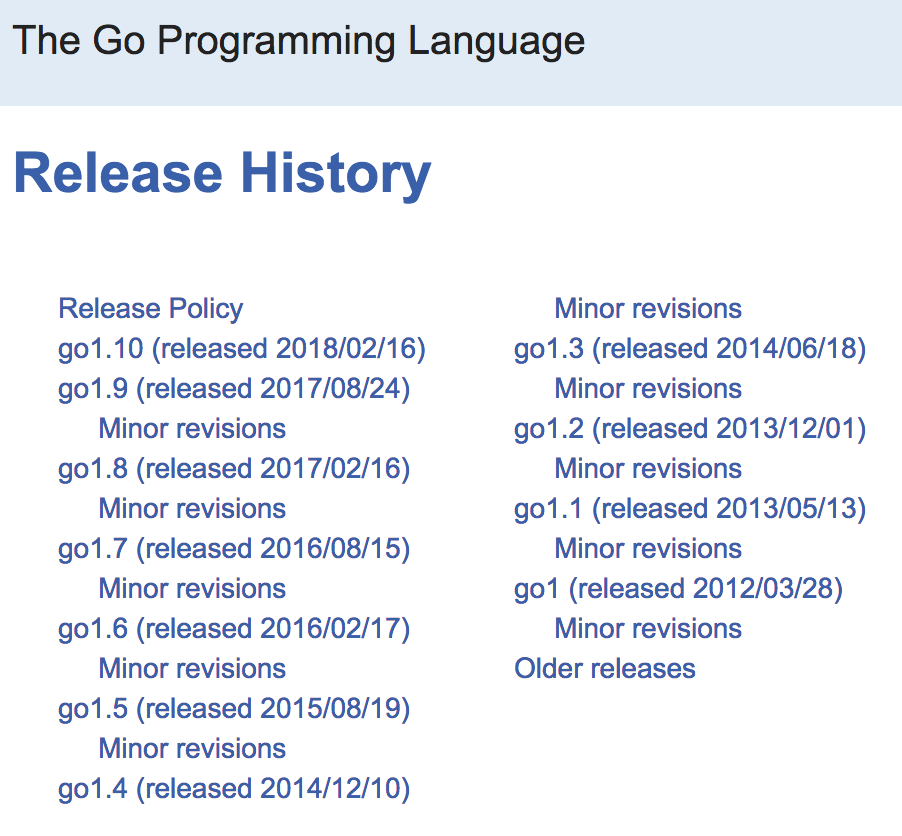 The Go Programming Language
Release History
Release Policy
go1.10 (released 2018/02/16)
go1.9 (released 2017/08/24)
Minor revisions
go1.8 (released 2017/02/16)
Minor revisions
go1.7 (released 2016/08/15)
Minor revisions
go1.6 (released 2016/02/17)
Minor revisions
go1.5 (released 2015/08/19)
Minor revisions
go1.4 (released 2014/12/10)
Minor revisions
go1.3 (released 2014/06/18)
Minor revisions
go1.2 (released 2013/12/01)
Minor revisions
go1.1 (released 2013/05/13)
Minor revisions
go1 (released 2012/03/28)
Minor revisions
Older releases